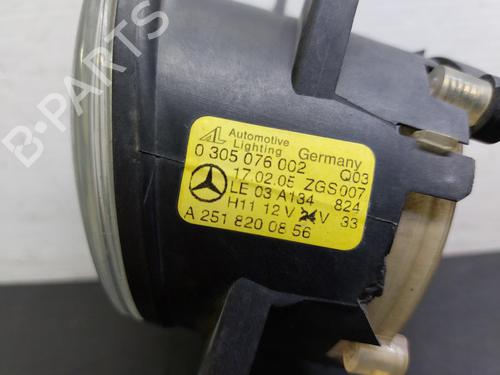 B-PARTS
AL Automotive Lighting Germany
0 305 076 002 Q03
17.02.05 ZGS 007
LE 03 A134 824
H11 12 V 24 V 33
A 251 820 08 56